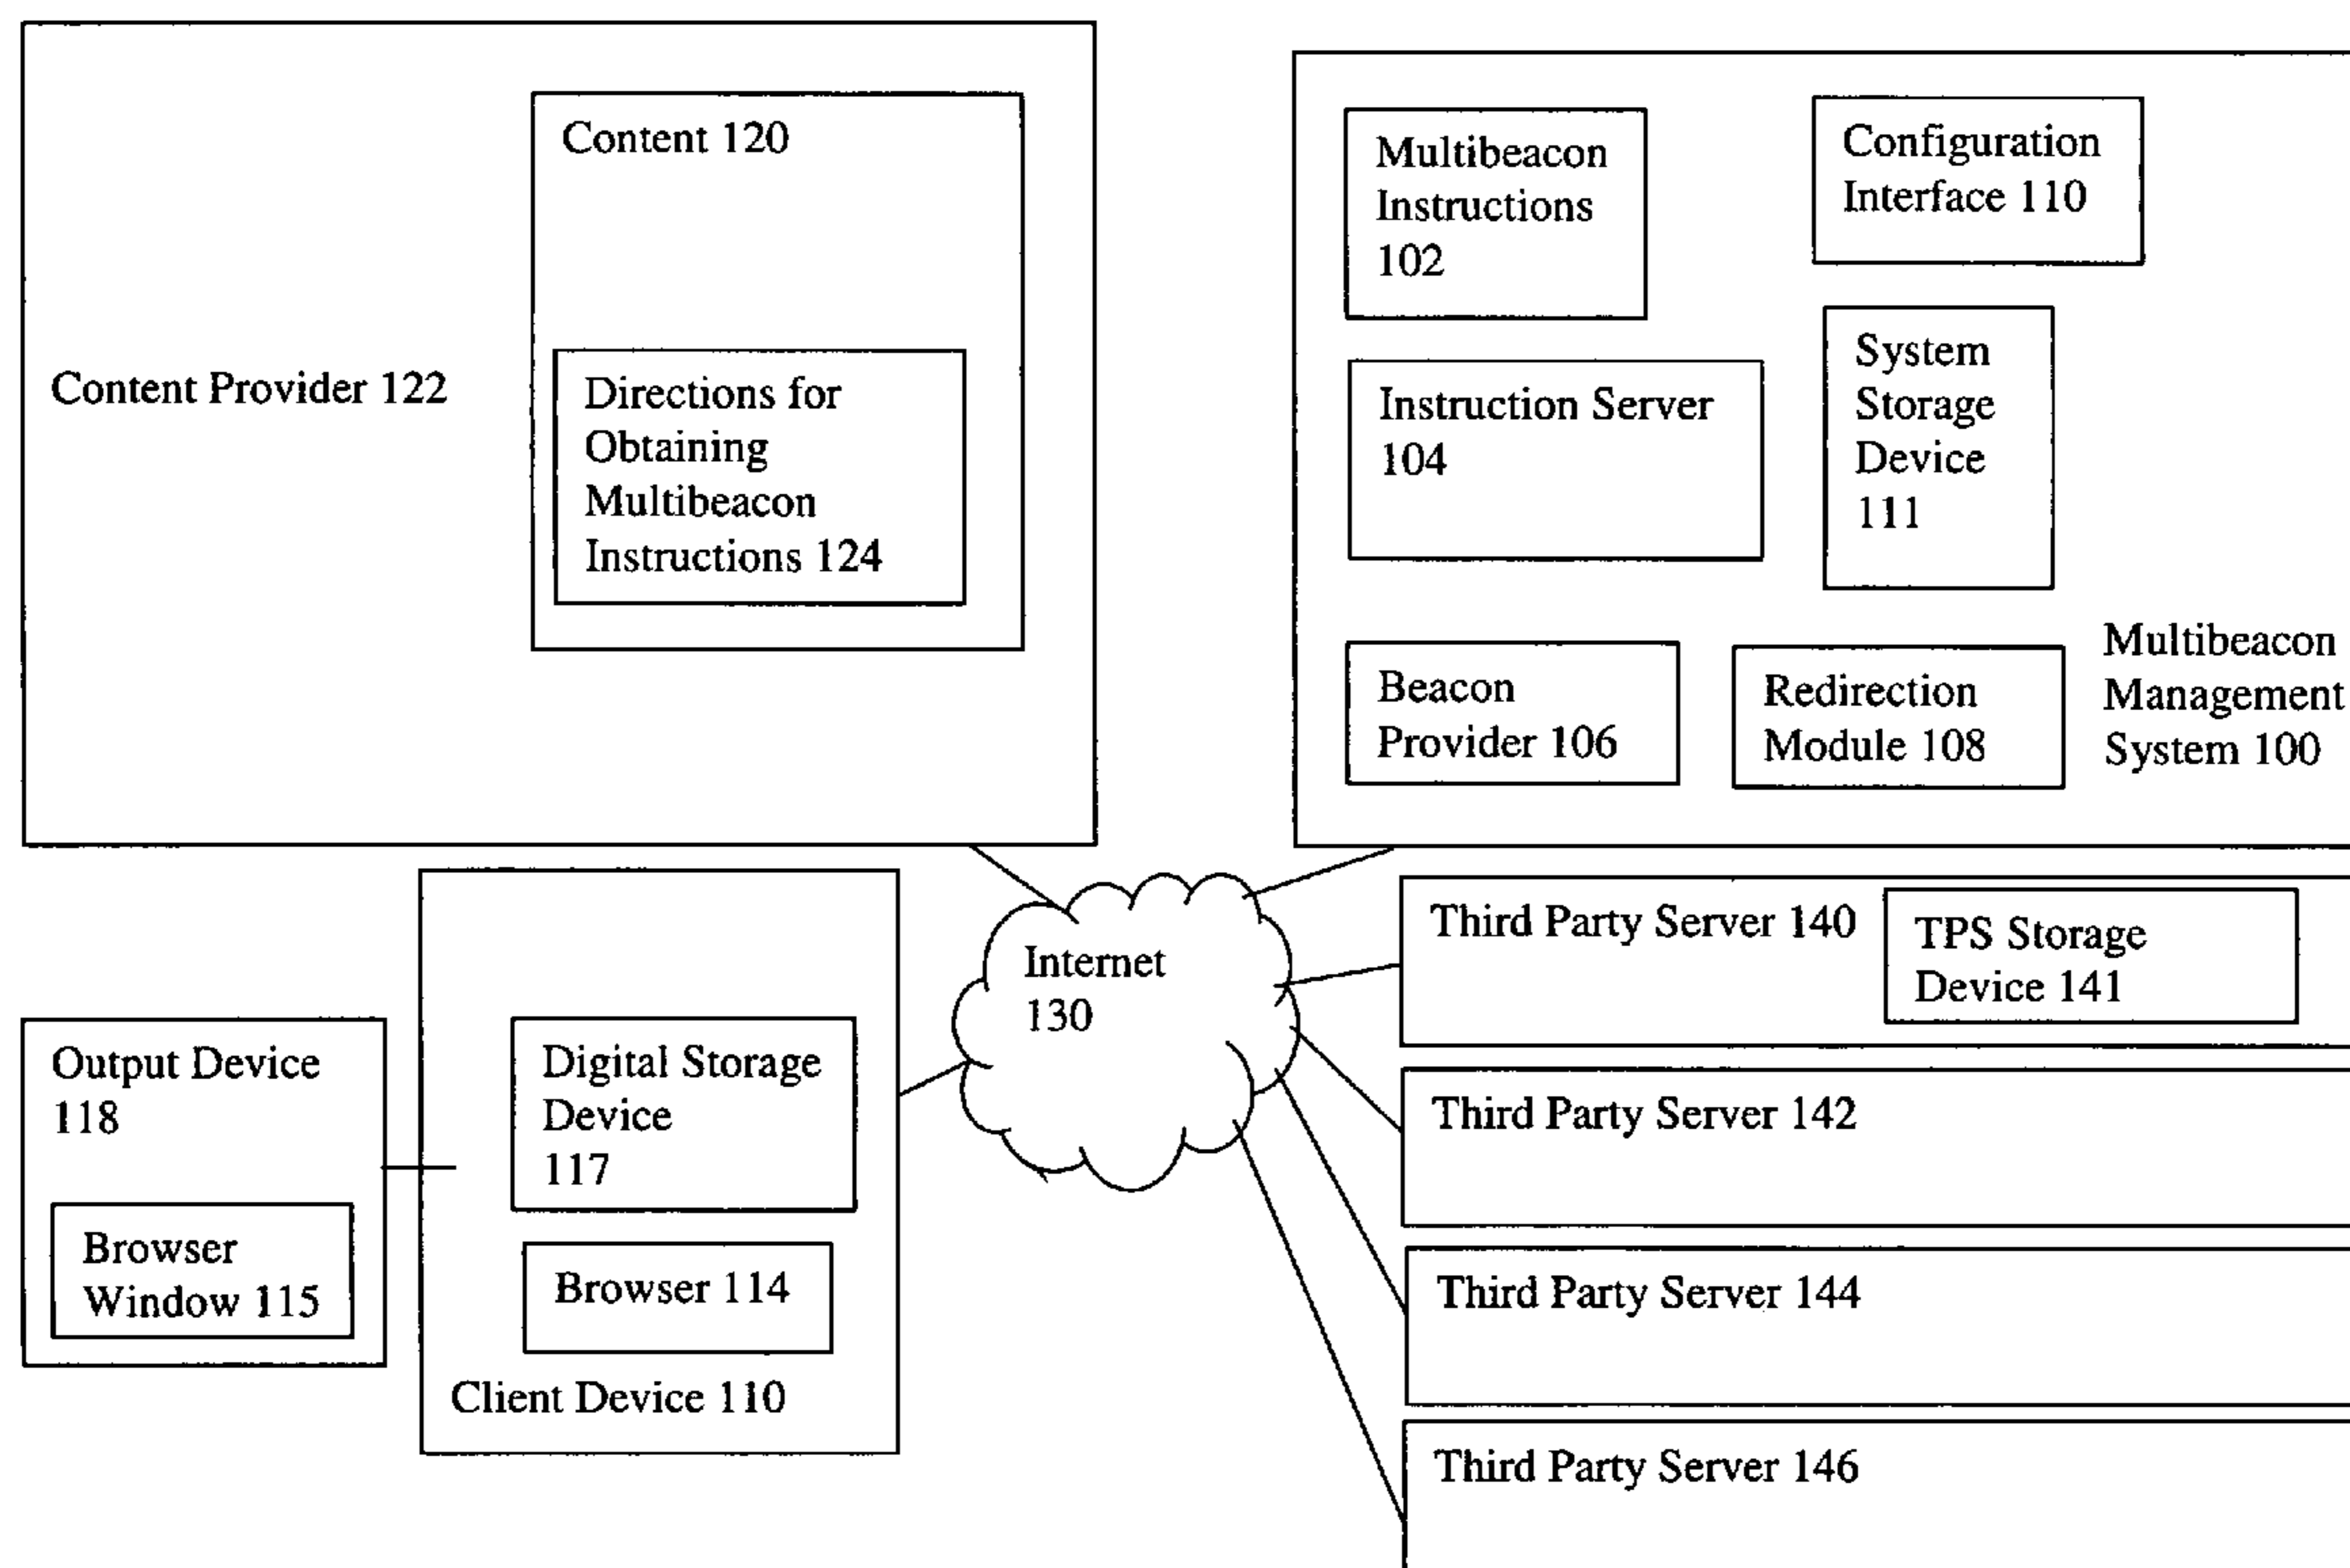 Content Provider 122
Content 120
Directions for
Obtaining
Multibeacon
Instructions 124
Multibeacon
Instructions
102
Configuration
Interface 110
Instruction Server
104
System
Storage
Device
111
Beacon
Provider 106
Redirection
Module 108
Multibeacon
Management
System 100
Internet
130
Output Device
118
Browser
Window 115
Digital Storage
Device
117
Browser 114
Client Device 110
Third Party Server 140
TPS Storage
Device 141
Third Party Server 142
Third Party Server 144
Third Party Server 146